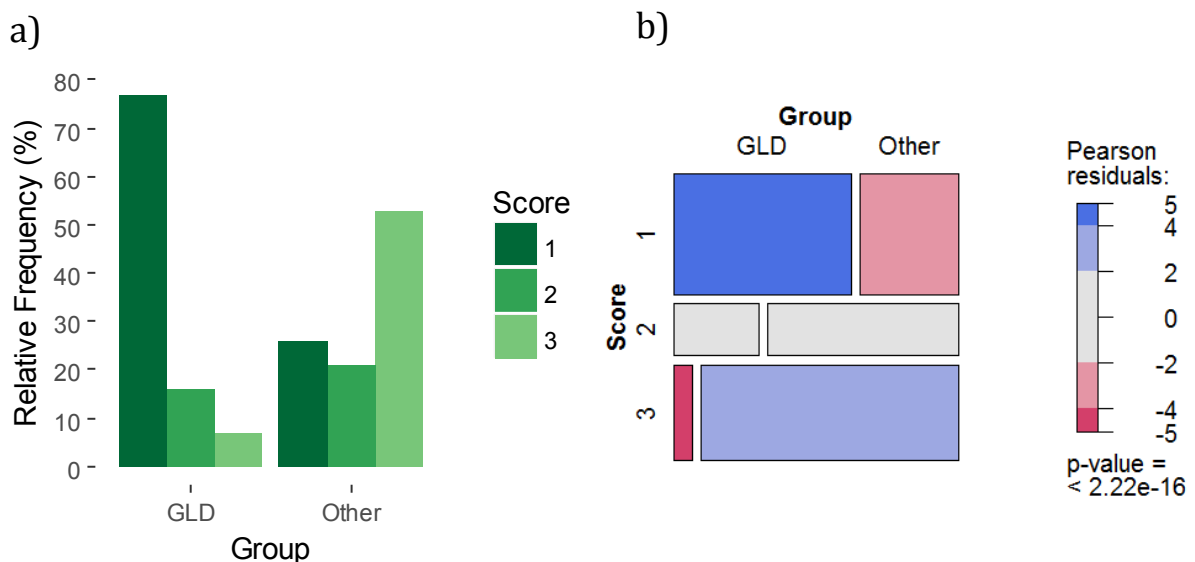 a)
Relative Frequency (%)
80
70
60
50
40
30
20
10
0
GLD
Other
Group
Score
1
2
3
b)
Group
GLD Other
Score
1
2
3
Pearson
residuals:
5
4
2
0
-2
-4
-5
p-value =
< 2.22e-16